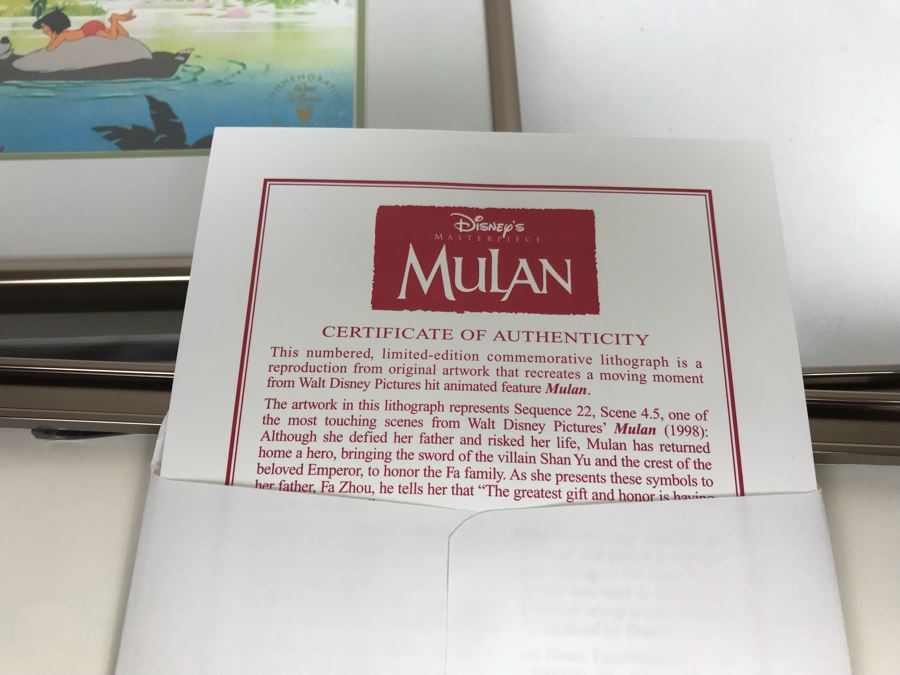 COMMEMORATIVE
Walt
Disney
DISNEY'S
MASTERPIECE
MULAN
CERTIFICATE OF AUTHENTICITY
This numbered, limited-edition commemorative lithograph is a
reproduction from original artwork that recreates a moving moment
from Walt Disney Pictures hit animated feature Mulan.
The artwork in this lithograph represents Sequence 22, Scene 4.5, one of
the most touching scenes from Walt Disney Pictures' Mulan (1998):
Although she defied her father and risked her life, Mulan has returned
home a hero, bringing the sword of the villain Shan Yu and the crest of the
beloved Emperor, to honor the Fa family. As she presents these symbols to
her father, Fa Zhou, he tells her that “The greatest gift and honor is having